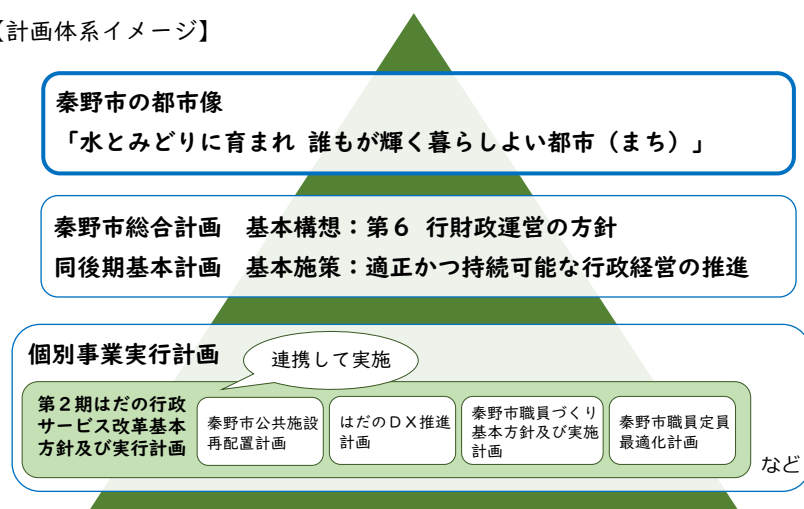 【計画体系イメージ】
秦野市の都市像
「水とみどりに育まれ 誰もが輝く暮らしよい都市（まち）」
秦野市総合計画 基本構想：第６ 行財政運営の方針
同後期基本計画 基本施策：適正かつ持続可能な行政経営の推進
個別事業実行計画
連携して実施
第２期はだの行政
サービス改革基本
方針及び実行計画
秦野市公共施設
再配置計画
はだのＤＸ推進
計画
秦野市職員づくり
基本方針及び実施
計画
秦野市職員定員
最適化計画
など